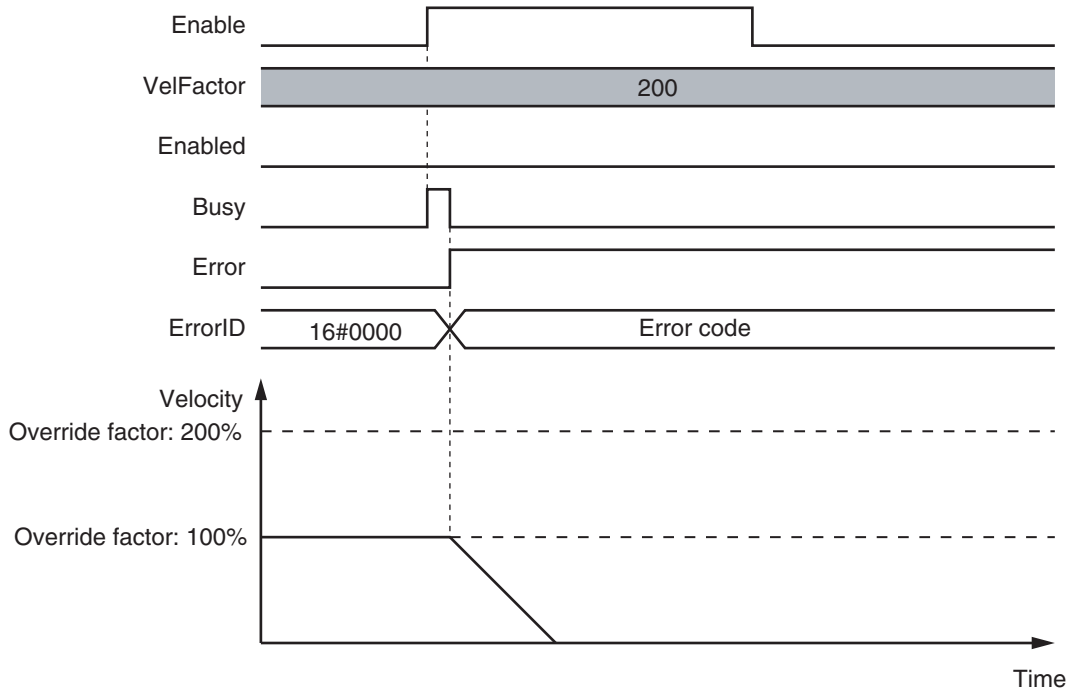 Enable
VelFactor
200
Enabled
Busy
Error
ErrorID
16#0000
Error code
Velocity
Override factor: 200%
Override factor: 100%
Time